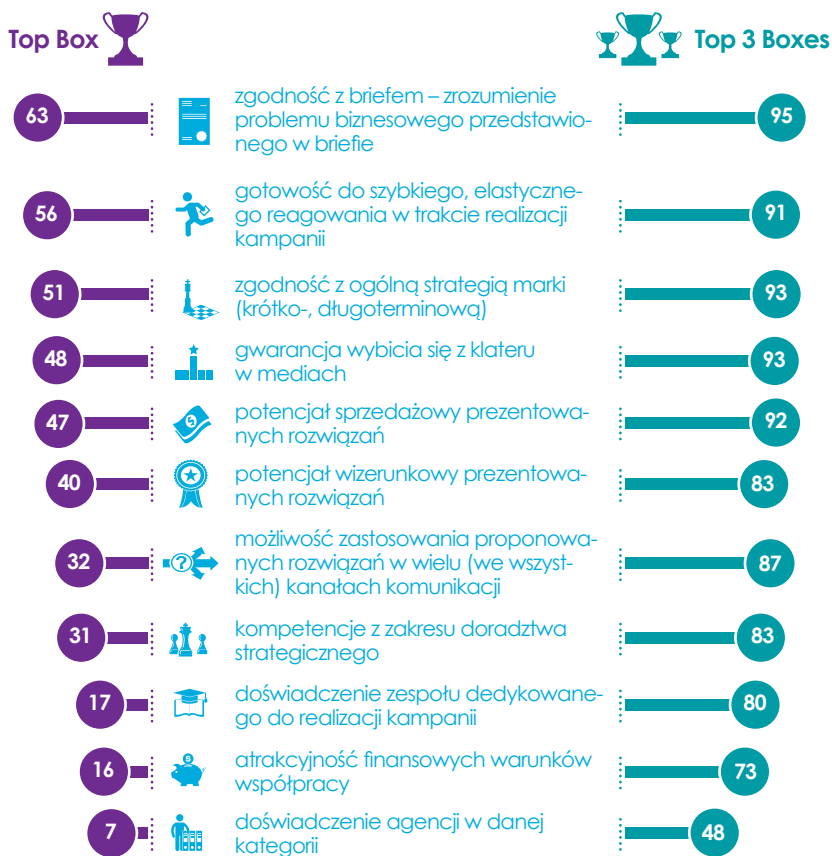 Top Box
Top 3 Boxes
63
zgodność z briefem – zrozumienie
problemu biznesowego przedstawio-
nego w briefie
95
56
gotowość do szybkiego, elastyczne-
go reagowania w trakcie realizacji
kampanii
91
51
zgodność z ogólną strategią marki
(krótko-, długoterminową)
93
48
gwarancja wybicia się z klateru
w mediach
93
47
potencjał sprzedażowy prezentowa-
nych rozwiązań
92
40
potencjał wizerunkowy prezentowa-
nych rozwiązań
83
32
możliwość zastosowania proponowa-
nych rozwiązań w wielu (we wszyst-
kich) kanałach komunikacji
87
31
kompetencje z zakresu doradztwa
strategicznego
83
17
doświadczenie zespołu dedykowane-
go do realizacji kampanii
80
16
atrakcyjność finansowych warunków
współpracy
73
7
doświadczenie agencji w danej
kategorii
48